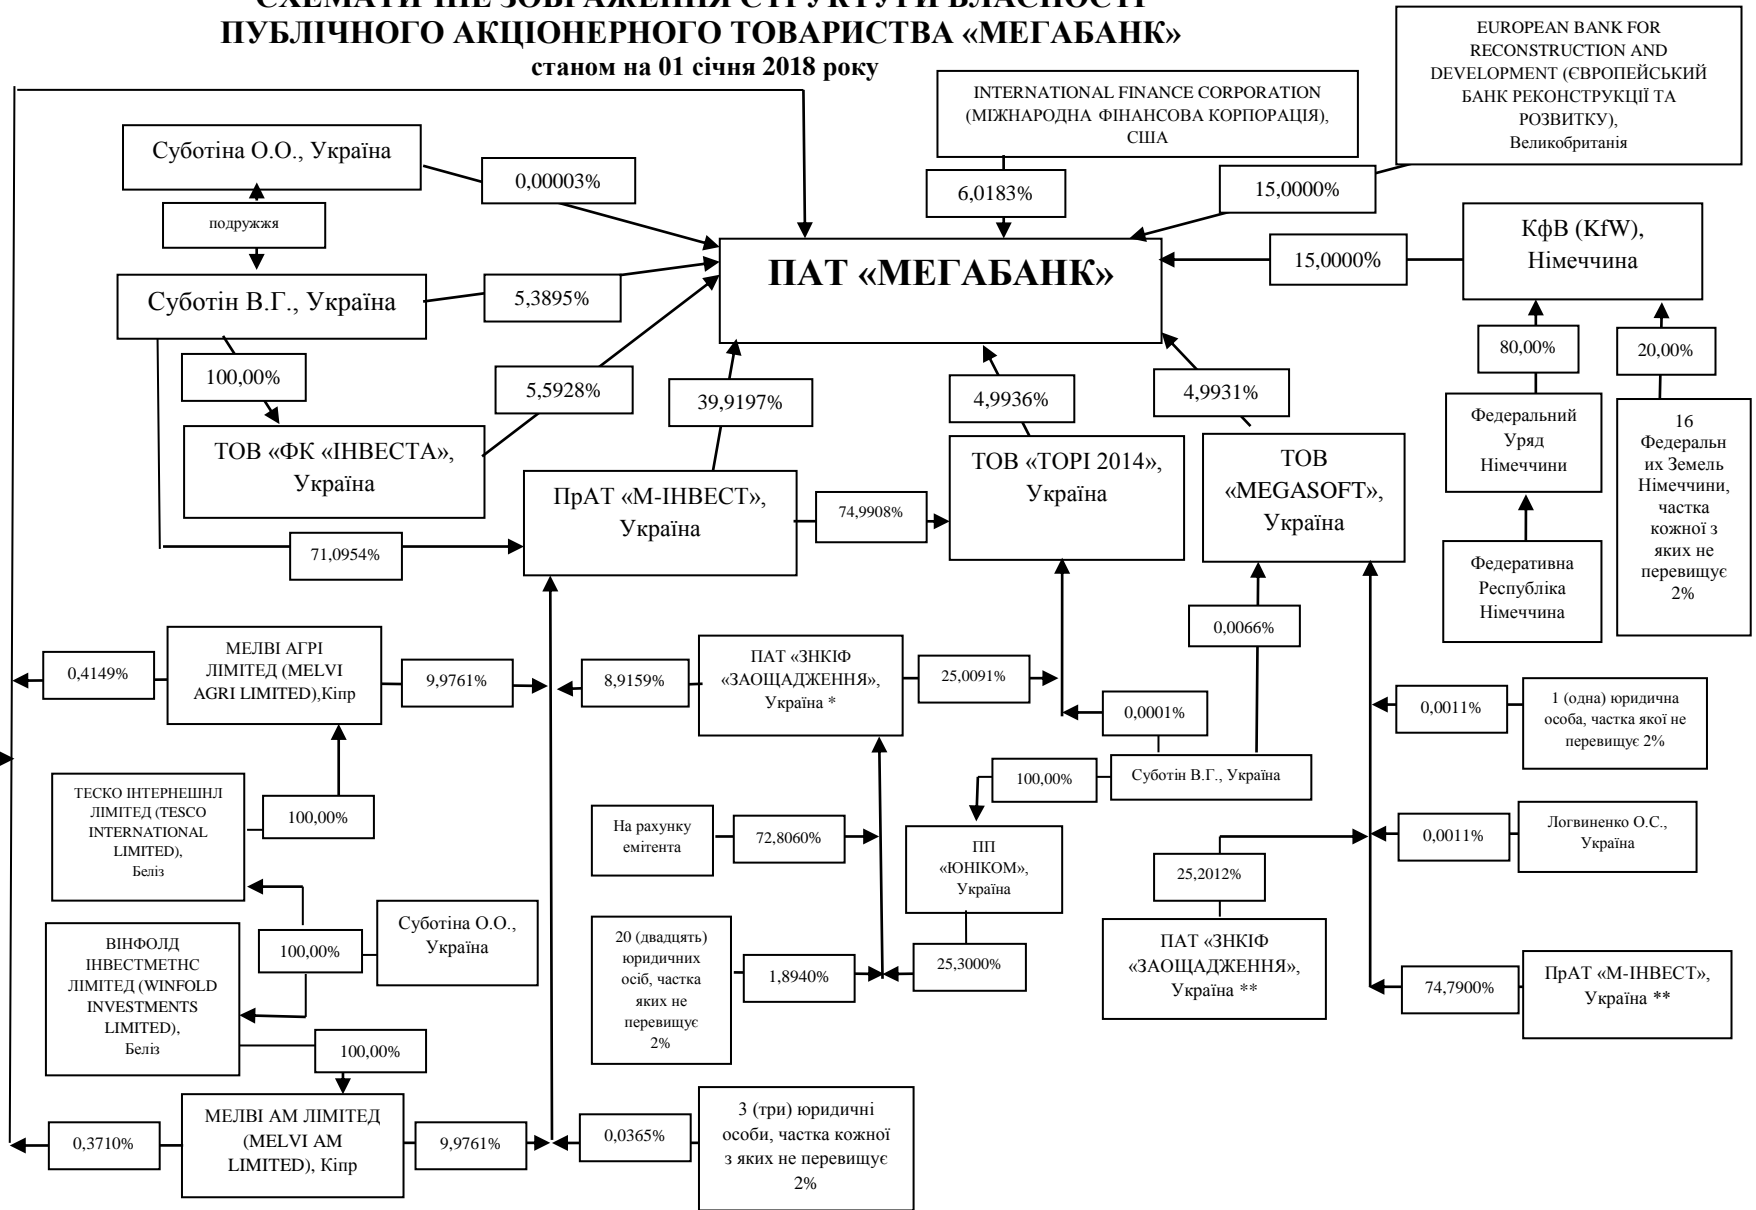 СХЕМАТИЧНЕ ЗОБРАЖЕННЯ СТРУКТУРИ ВЛАСНОСТІ
ПУБЛІЧНОГО АКЦІОНЕРНОГО ТОВАРИСТВА «МЕГАБАНК»
станом на 01 січня 2018 року
EUROPEAN BANK FOR
RECONSTRUCTION AND
DEVELOPMENT (ЄВРОПЕЙСЬКИЙ
БАНК РЕКОНСТРУКЦІЇ ТА
РОЗВИТКУ),
Великобританія
INTERNATIONAL FINANCE CORPORATION
(МІЖНАРОДНА ФІНАНСОВА КОРПОРАЦІЯ),
США
Суботіна О.О., Україна
0,00003%
6,0183%
15,0000%
подружжя
КфВ (KfW),
Німеччина
ПАТ «МЕГАБАНК»
15,0000%
Суботін В.Г., Україна
5,3895%
100,00%
5,5928%
39,9197%
4,9936%
4,9931%
80,00%
20,00%
ТОВ «ФК «ІНВЕСТА»,
Україна
ПрАТ «М-ІНВЕСТ»,
Україна
74,9908%
ТОВ «ТОРІ 2014»,
Україна
ТОВ
«MEGASOFT»,
Україна
Федеральний
Уряд
Німеччини
16
Федеральн
их Земель
Німеччини,
частка
кожної з
яких не
перевищує
2%
71,0954%
Федеративна
Республіка
Німеччина
0,4149%
МЕЛВІ АГРІ
ЛІМІТЕД (MELVI
AGRI LIMITED),Кіпр
9,9761%
8,9159%
ПАТ «ЗНКІФ
«ЗАОЩАДЖЕННЯ»,
Україна *
25,0091%
0,0066%
0,0001%
0,0011%
1 (одна) юридична
особа, частка якої не
перевищує 2%
ТЕСКО ІНТЕРНЕШНЛ
ЛІМІТЕД (TESCO
INTERNATIONAL
LIMITED),
Беліз
100,00%
100,00%
Суботін В.Г., Україна
На рахунку
емітента
72,8060%
ПП
«ЮНІКОМ»,
Україна
25,2012%
0,0011%
Логвиненко О.С.,
Україна
ВІНФОЛД
ІНВЕСТМЕТНС
ЛІМІТЕД (WINFOLD
INVESTMENTS
LIMITED),
Беліз
100,00%
Суботіна О.О.,
Україна
20 (двадцять)
юридичних
осіб, частка
яких не
перевищує
2%
1,8940%
25,3000%
ПАТ «ЗНКІФ
«ЗАОЩАДЖЕННЯ»,
Україна **
74,7900%
ПрАТ «М-ІНВЕСТ»,
Україна **
100,00%
0,3710%
МЕЛВІ АМ ЛІМІТЕД
(MELVI AM
LIMITED), Кіпр
9,9761%
0,0365%
3 (три) юридичні
особи, частка кожної
з яких не перевищує
2%